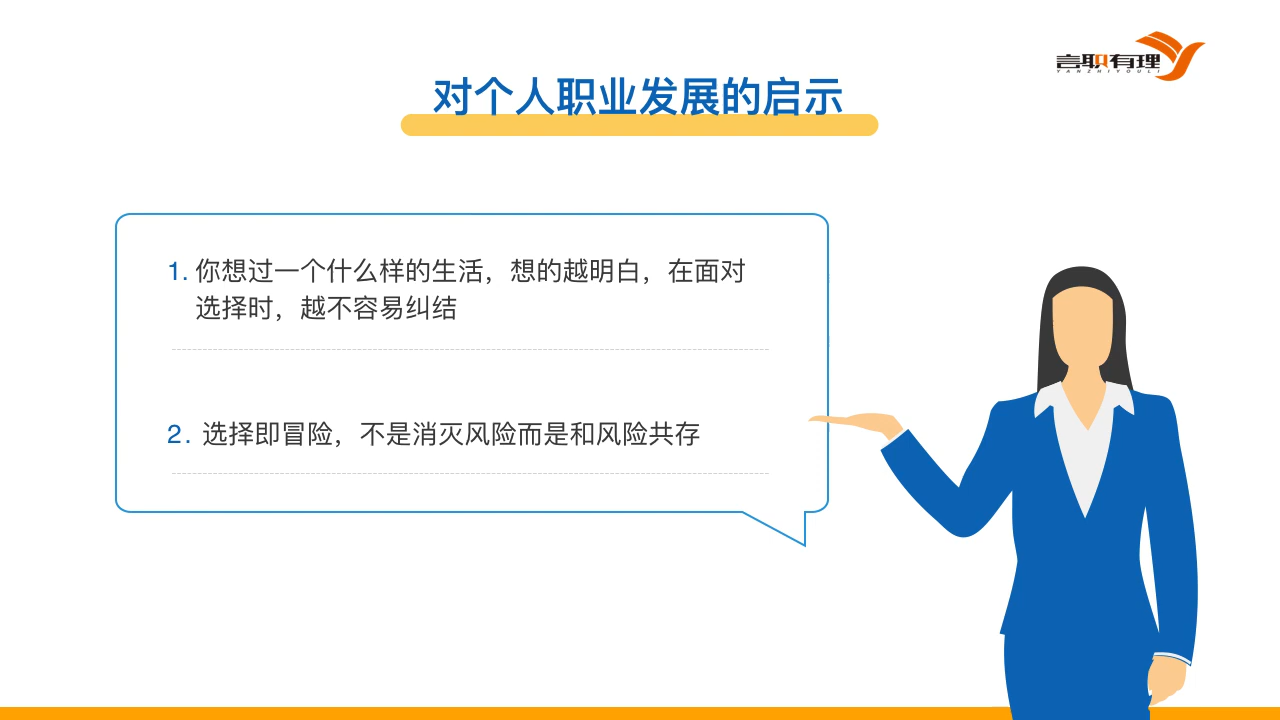 言职有理
YANZHIYOULI
对个人职业发展的启示
1. 你想过一个什么样的生活，想的越明白，在面对
选择时，越不容易纠结
2. 选择即冒险，不是消灭风险而是和风险共存